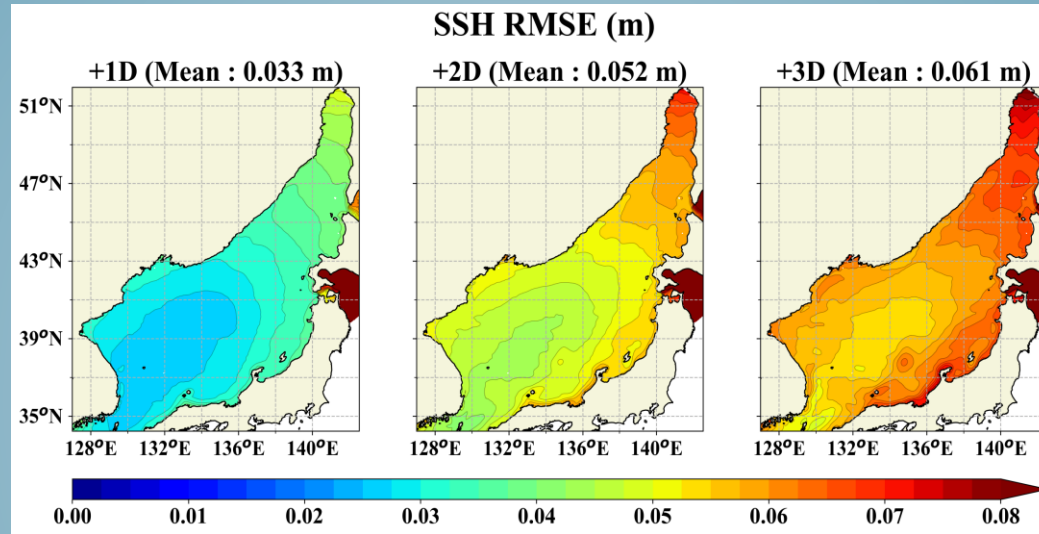 SSH RMSE (m)
+1D (Mean : 0.033 m)
+2D (Mean : 0.052 m)
+3D (Mean : 0.061 m)
51°N
47°N
43°N
39°N
35°N
128°E 132°E 136°E 140°E
128°E 132°E 136°E 140°E
128°E 132°E 136°E 140°E
0.00 0.01 0.02 0.03 0.04 0.05 0.06 0.07 0.08